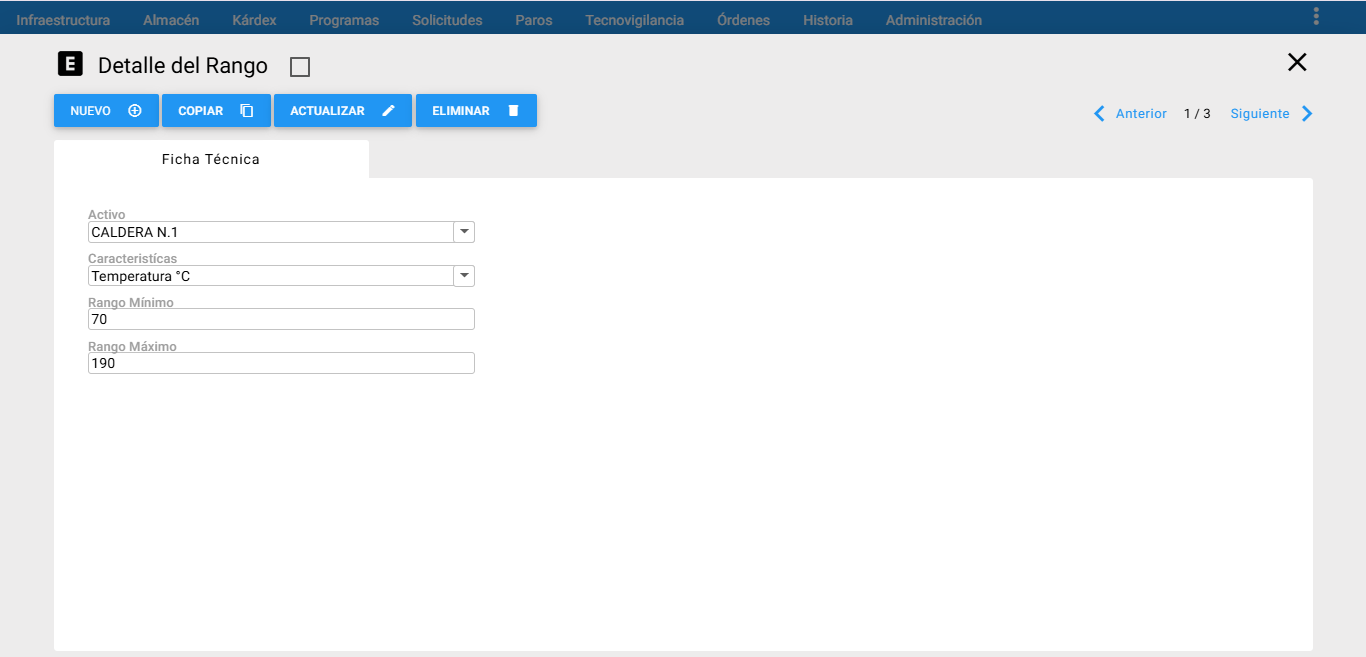 Infraestructura Almacén Kárdex Programas Solicitudes Paros Tecnovigilancia Órdenes Historia Administración
E Detalle del Rango
NUEVO COPIAR ACTUALIZAR ELIMINAR
Anterior 1 / 3 Siguiente
Ficha Técnica
Activo
CALDERA N.1
Caracteristícas
Temperatura °C
Rango Mínimo
70
Rango Máximo
190